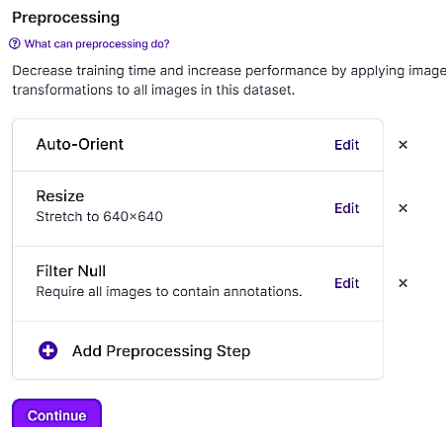 Preprocessing
What can preprocessing do?
Decrease training time and increase performance by applying image
transformations to all images in this dataset.
Auto-Orient
Edit
×
Resize
Stretch to 640×640
Edit
×
Filter Null
Require all images to contain annotations.
Edit
×
Add Preprocessing Step
Continue